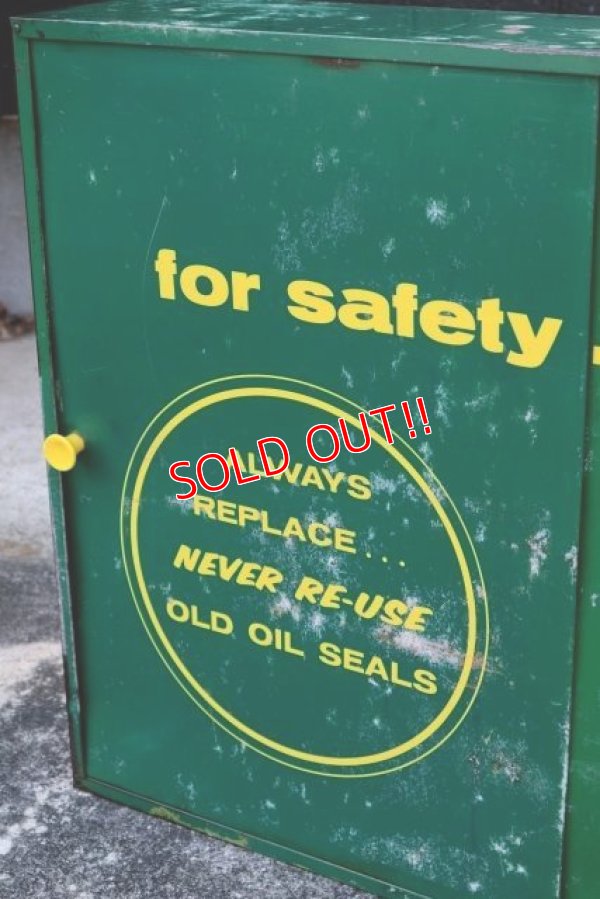 for safety .
SOLD OUT!!
ALWAYS
REPLACE...
NEVER RE-USE
OLD OIL SEALS